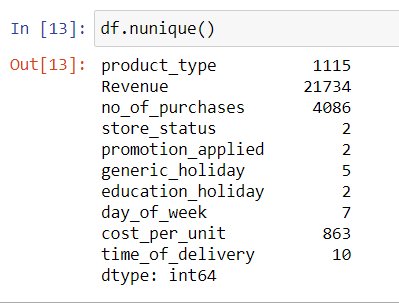 In [13]: df.nunique()
Out[13]: product_type 1115
Revenue 21734
no_of_purchases 4086
store_status 2
promotion_applied 2
generic_holiday 5
education_holiday 2
day_of_week 7
cost_per_unit 863
time_of_delivery 10
dtype: int64